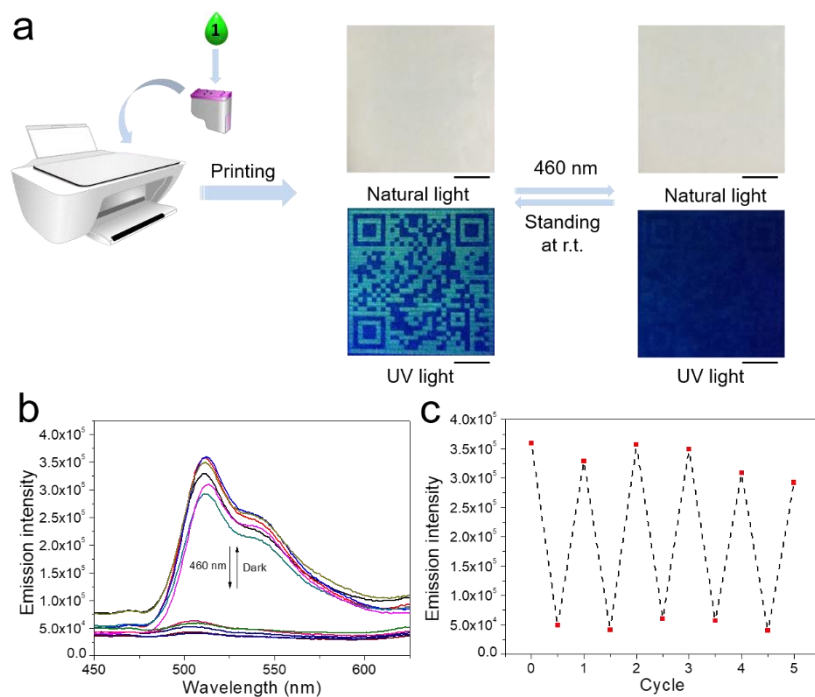 a
1
Printing
Natural light
460 nm
Standing
at r.t.
Natural light
UV light
UV light
b
Emission intensity
4.0x10⁵
3.5x10⁵
3.0x10⁵
2.5x10⁵
2.0x10⁵
1.5x10⁵
1.0x10⁵
5.0x10⁴
0.0
460 nm
Dark
450 500 550 600
Wavelength (nm)
c
Emission intensity
4.0x10⁵
3.5x10⁵
3.0x10⁵
2.5x10⁵
2.0x10⁵
1.5x10⁵
1.0x10⁵
5.0x10⁴
0.0
0 1 2 3 4 5
Cycle